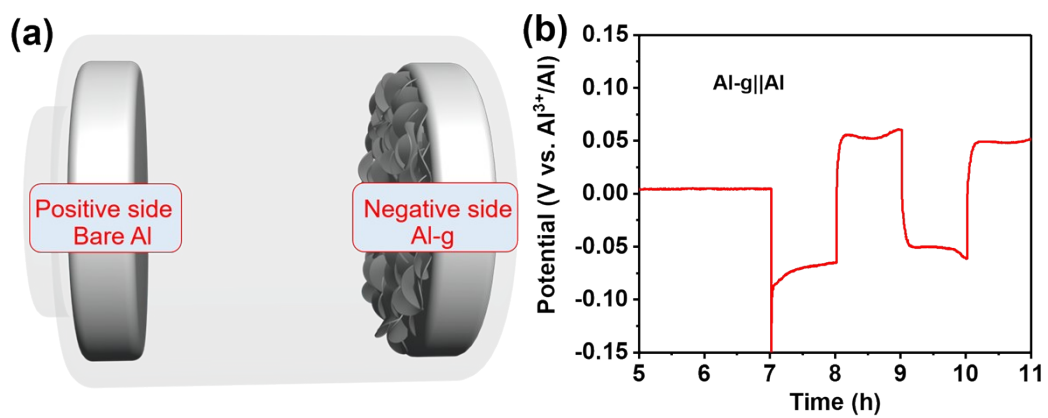 (a)
Positive side
Bare Al
Negative side
Al-g
(b)
Al-g||Al
Potential (V vs. Al³⁺/Al)
0.15
0.10
0.05
0.00
-0.05
-0.10
-0.15
5 6 7 8 9 10 11
Time (h)